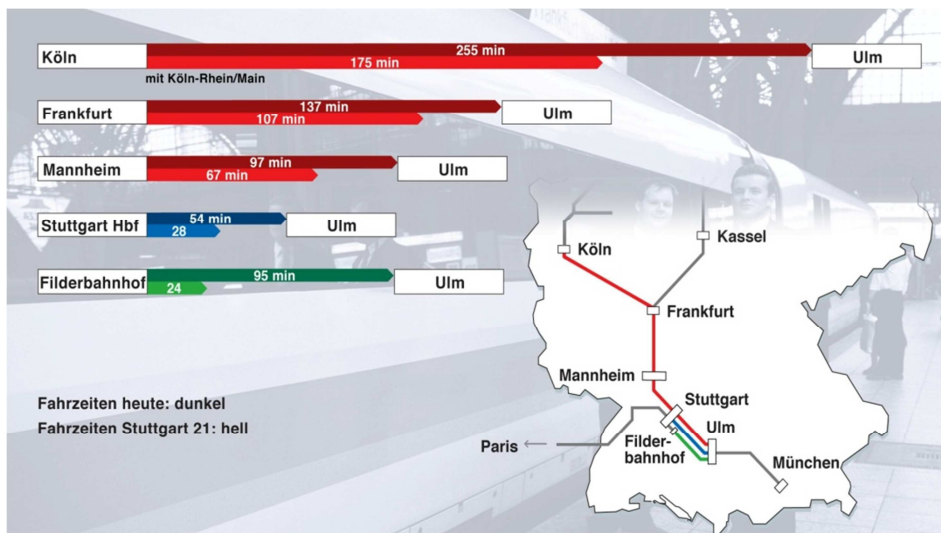 Köln
255 min
175 min
Ulm
mit Köln-Rhein/Main
Frankfurt
137 min
107 min
Ulm
Mannheim
97 min
67 min
Ulm
Stuttgart Hbf
54 min
28
Ulm
Filderbahnhof
95 min
24
Ulm
Fahrzeiten heute: dunkel
Fahrzeiten Stuttgart 21: hell
Köln
Kassel
Frankfurt
Mannheim
Stuttgart
Ulm
Paris
Filder-
bahnhof
München